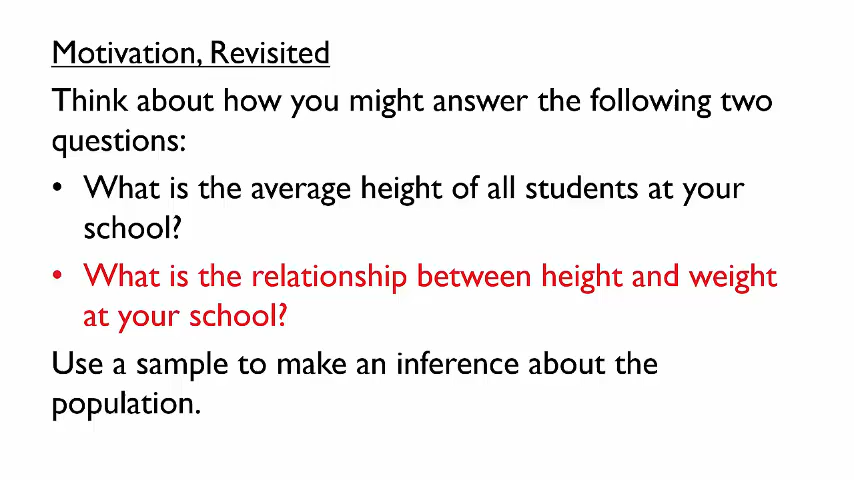 Motivation, Revisited
Think about how you might answer the following two
questions:
• What is the average height of all students at your
school?
• What is the relationship between height and weight
at your school?
Use a sample to make an inference about the
population.